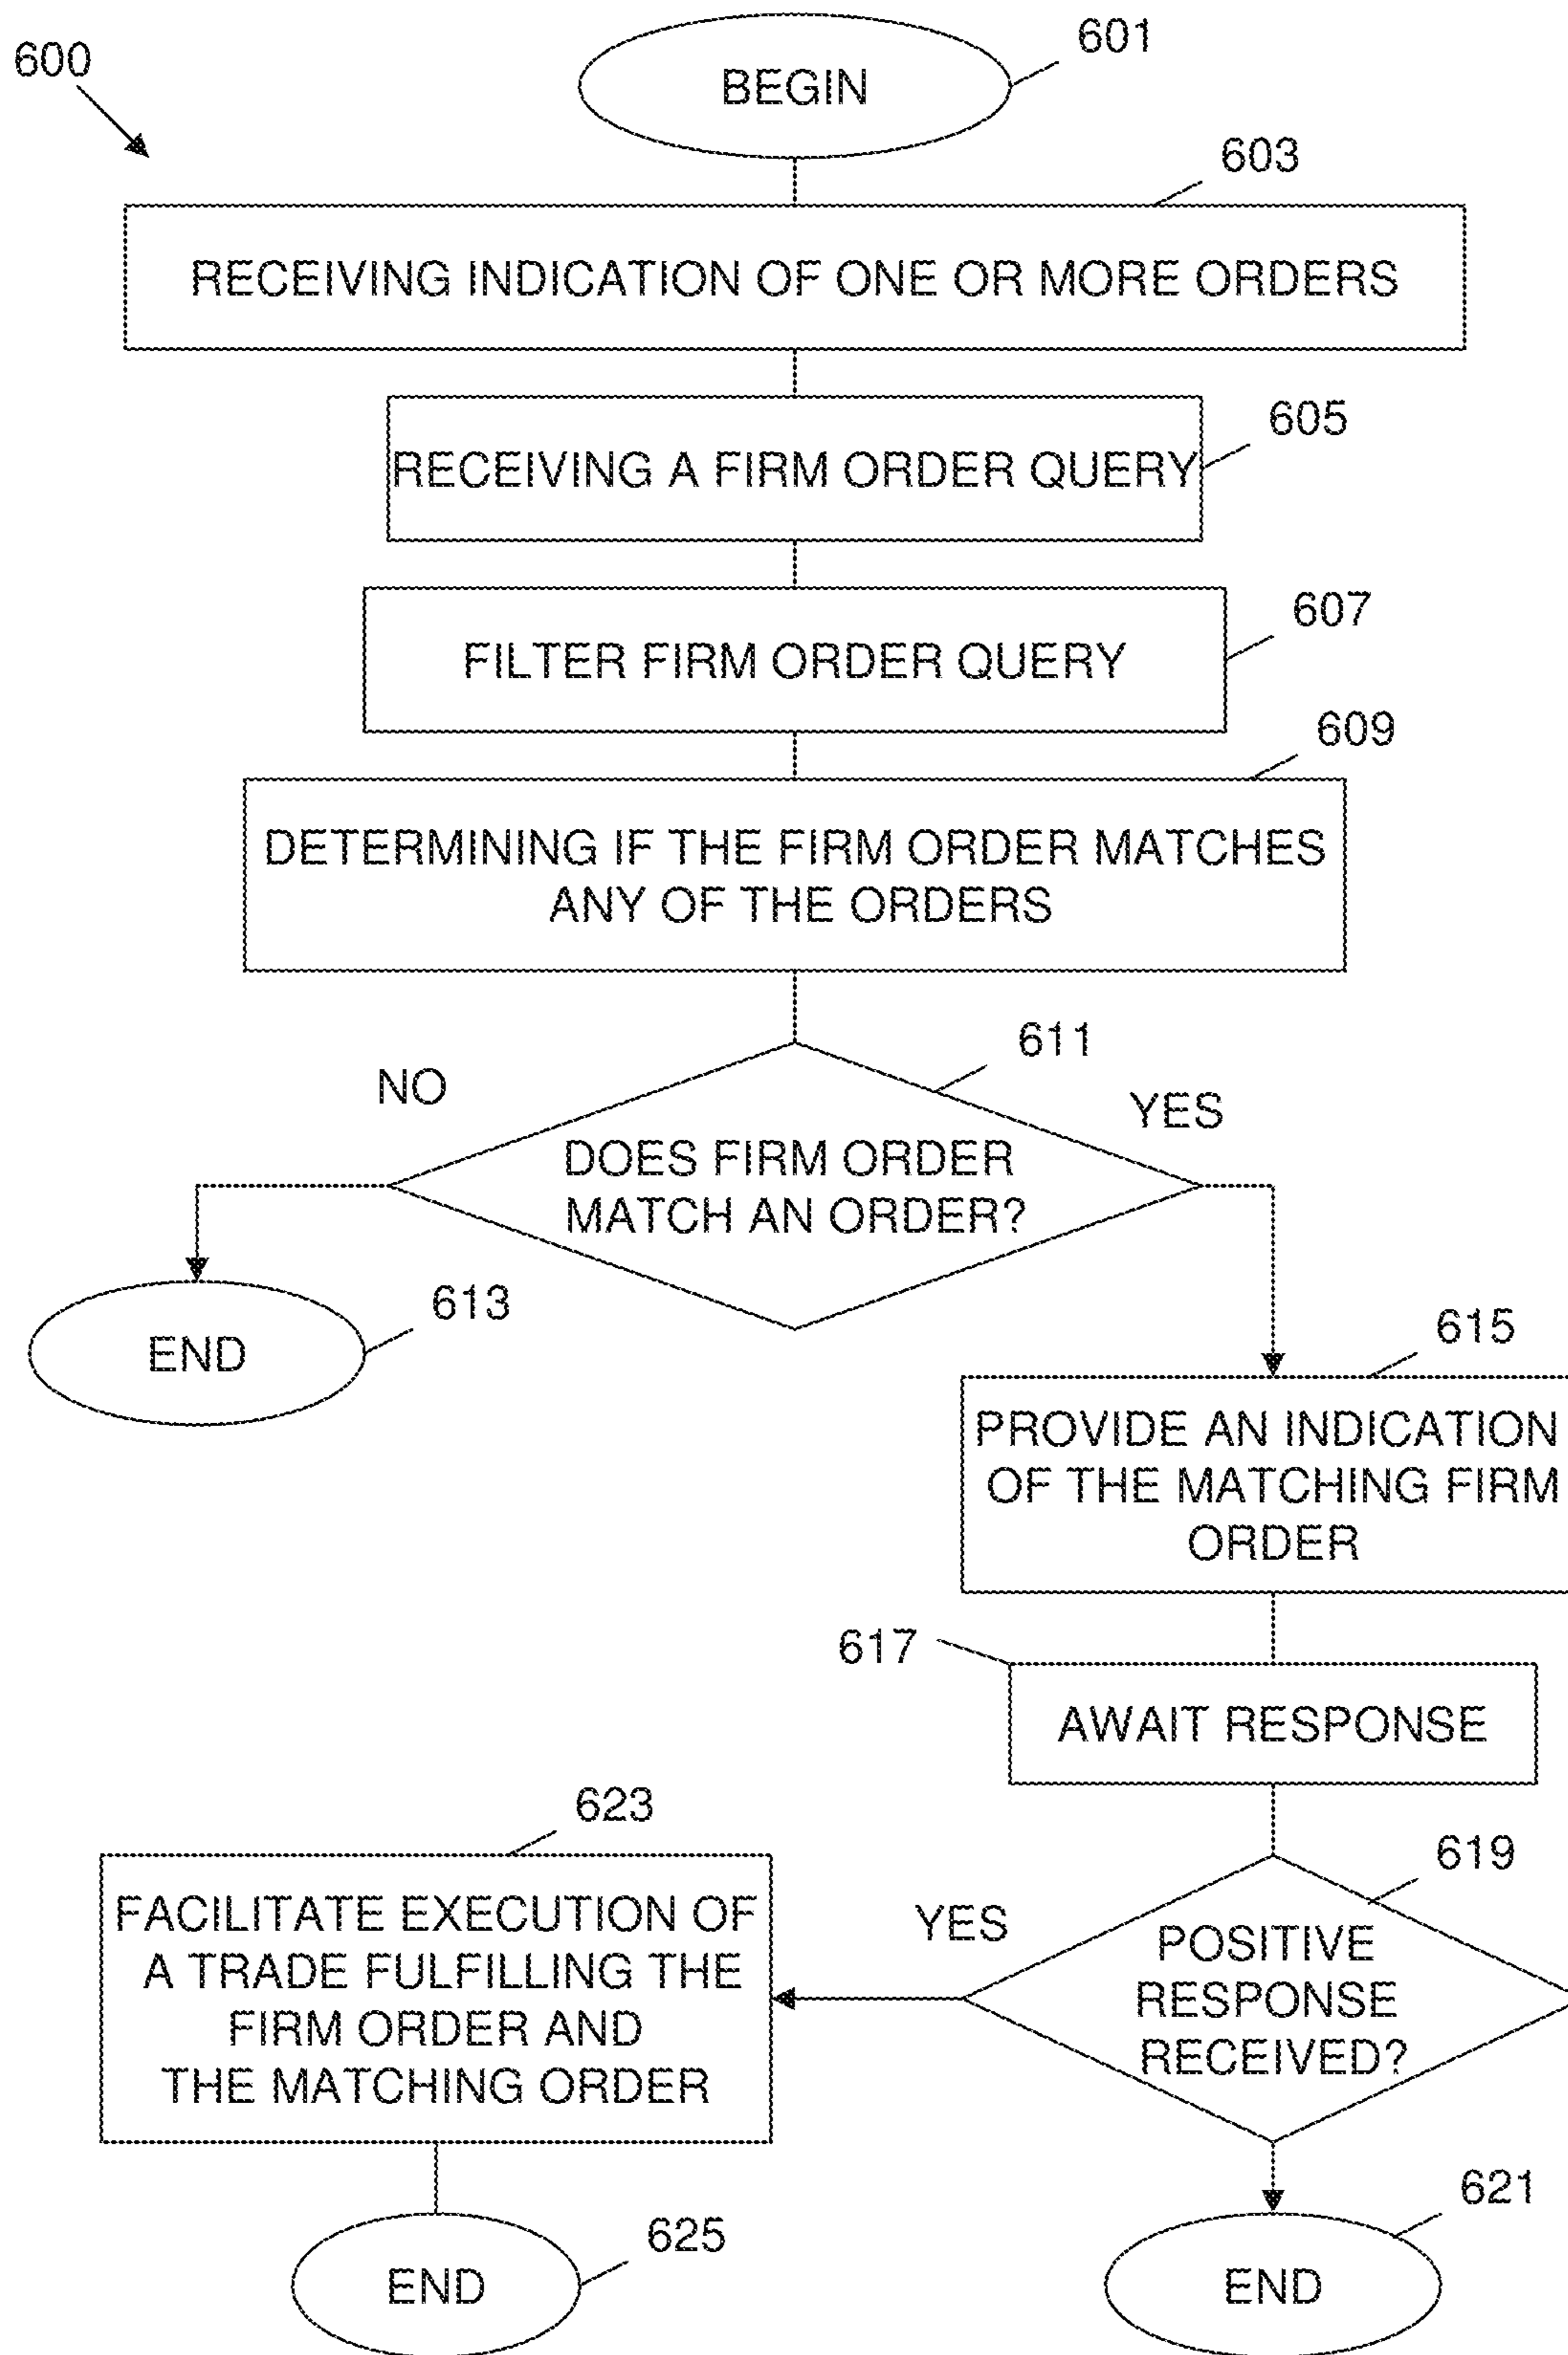 600
BEGIN
601
603
RECEIVING INDICATION OF ONE OR MORE ORDERS
605
RECEIVING A FIRM ORDER QUERY
607
FILTER FIRM ORDER QUERY
609
DETERMINING IF THE FIRM ORDER MATCHES
ANY OF THE ORDERS
611
NO
YES
DOES FIRM ORDER
MATCH AN ORDER?
613
END
615
PROVIDE AN INDICATION
OF THE MATCHING FIRM
ORDER
617
AWAIT RESPONSE
623
619
FACILITATE EXECUTION OF
A TRADE FULFILLING THE
FIRM ORDER AND
THE MATCHING ORDER
YES
POSITIVE
RESPONSE
RECEIVED?
621
625
END
END